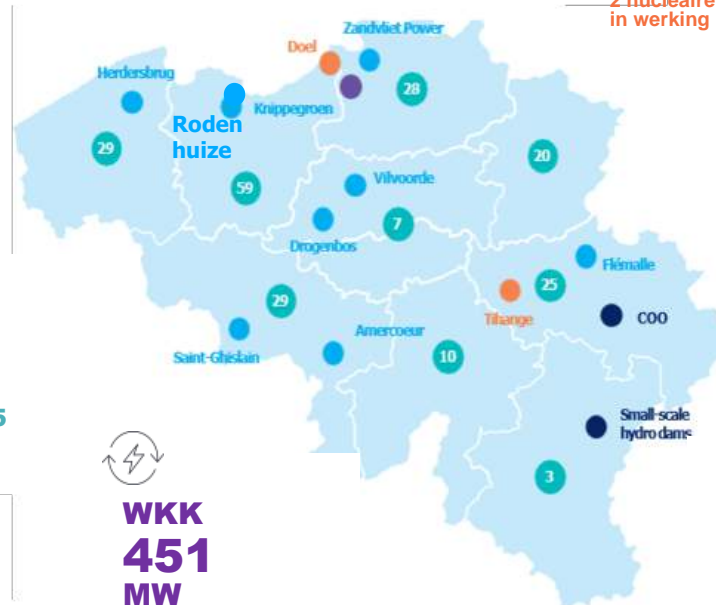 2 nucleaire
in werking
Zandvliet Power
Doel
Herdersbrug
28
Knippegroen
Roden
huize
29
20
59
Vilvoorde
7
Drogenbos
Flémalle
25
29
Tihange
COO
Amercoeur
Saint-Ghislain
10
Small-scale
hydro dams
5
3
WKK
451
MW